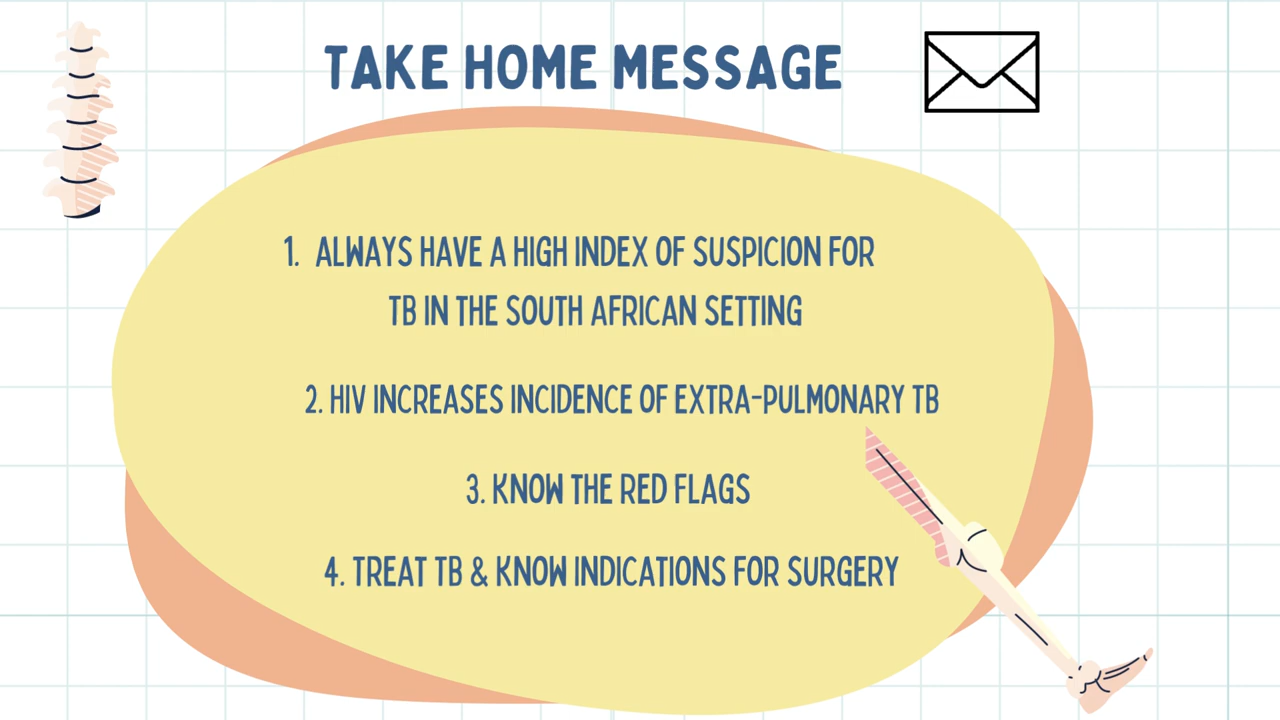 TAKE HOME MESSAGE
1. ALWAYS HAVE A HIGH INDEX OF SUSPICION FOR
TB IN THE SOUTH AFRICAN SETTING
2. HIV INCREASES INCIDENCE OF EXTRA-PULMONARY TB
3. KNOW THE RED FLAGS
4. TREAT TB & KNOW INDICATIONS FOR SURGERY